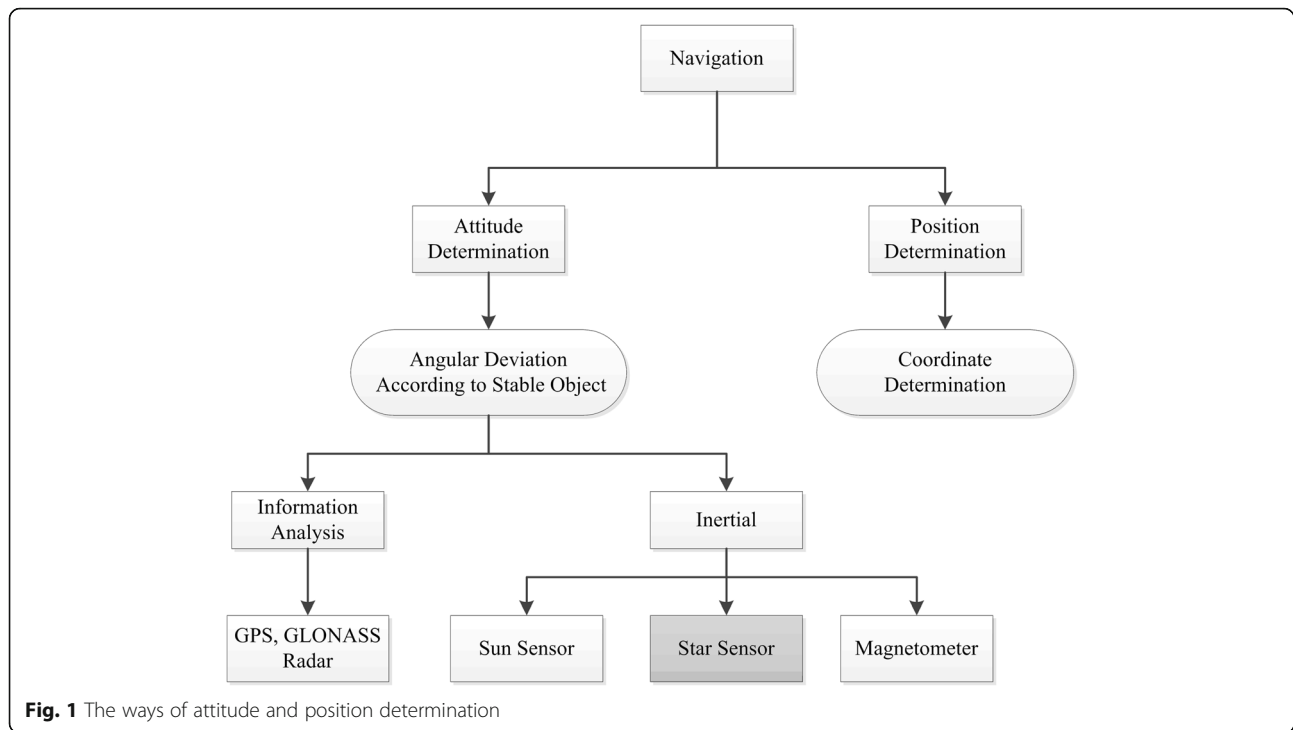 Navigation
Attitude
Determination
Position
Determination
Angular Deviation
According to Stable Object
Coordinate
Determination
Information
Analysis
Inertial
GPS, GLONASS
Radar
Sun Sensor
Star Sensor
Magnetometer
Fig. 1 The ways of attitude and position determination